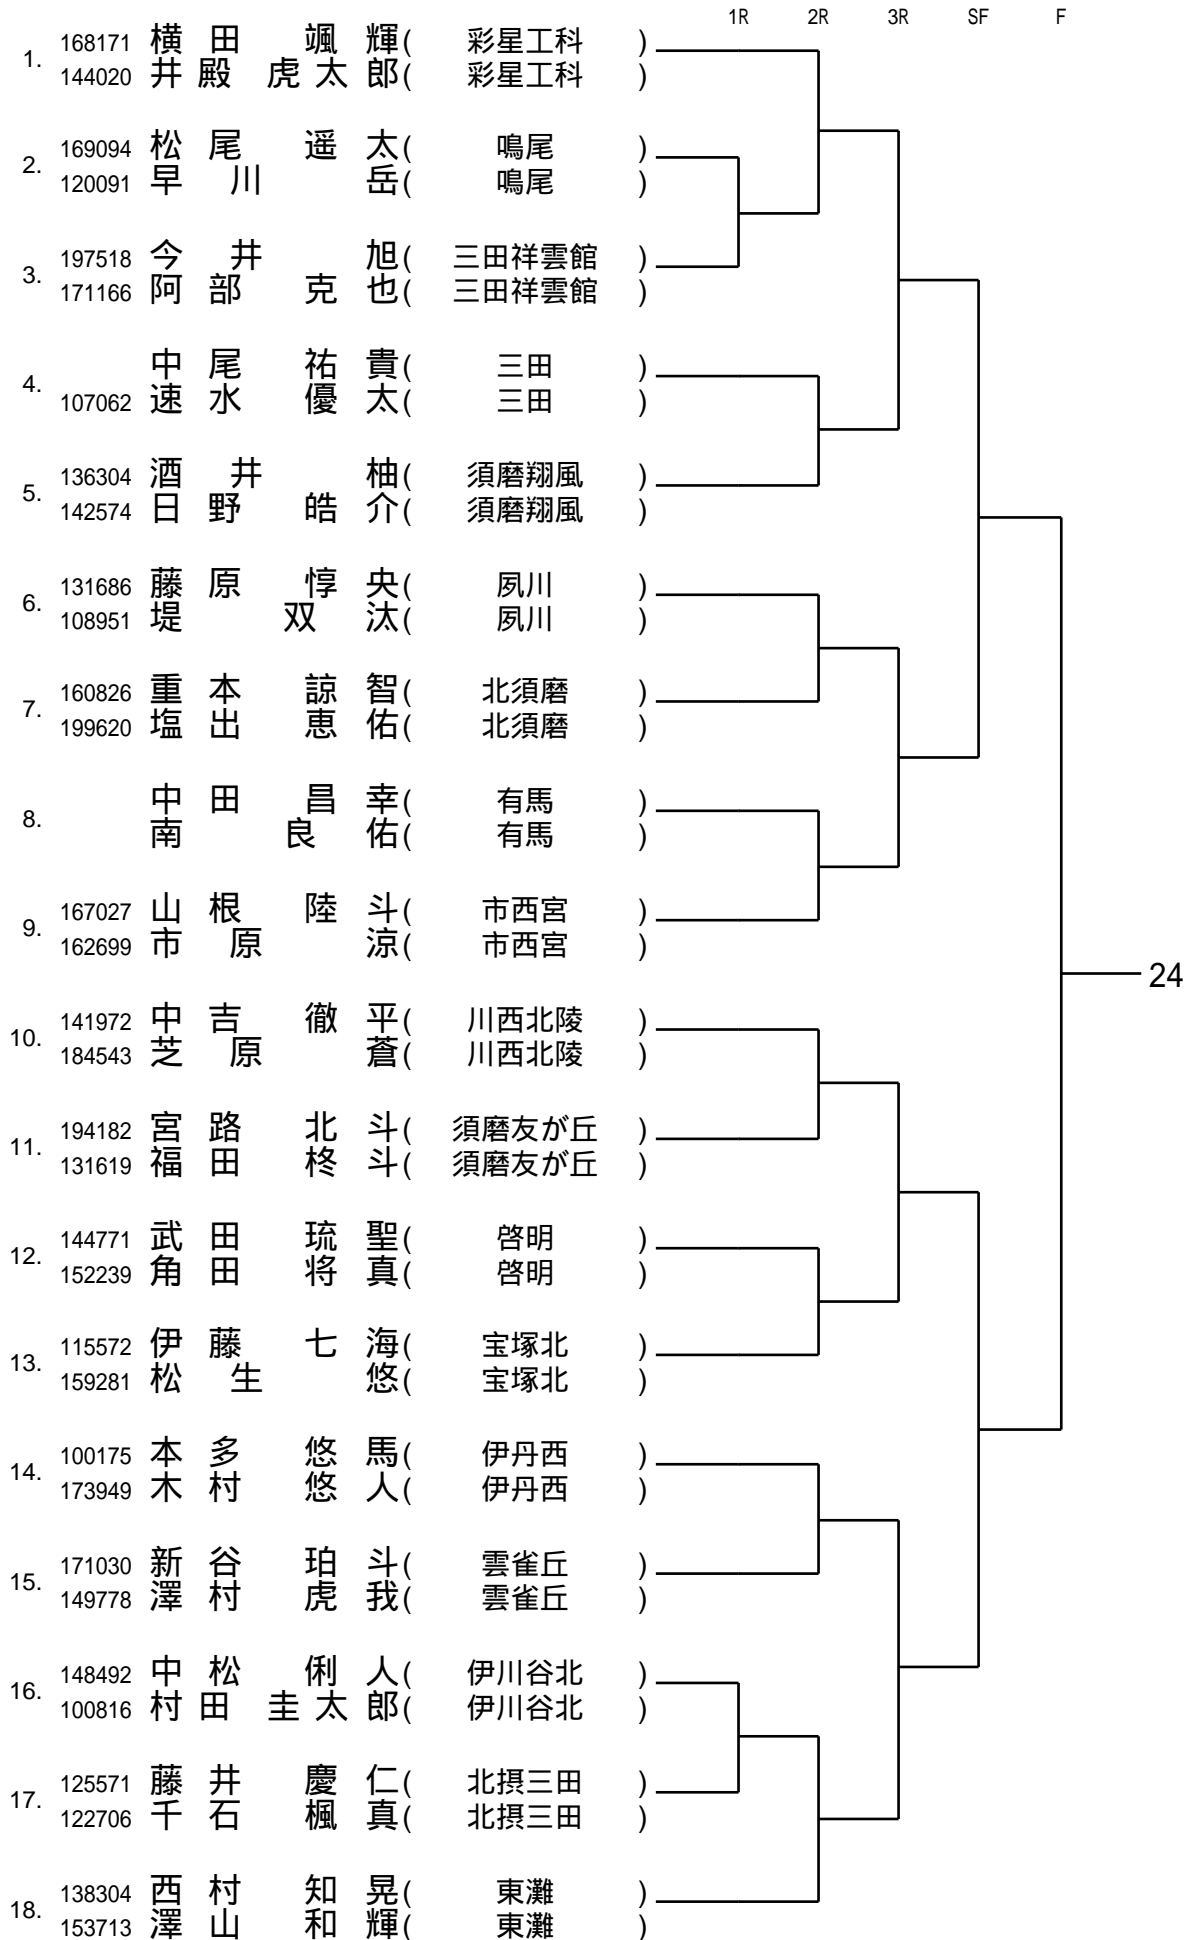 1R 2R 3R SF F
1. 168171 横田 颯輝( 彩星工科 )
144020 井殿 虎太郎( 彩星工科 )
2. 169094 松尾 遥太( 鳴尾 )
120091 早川 岳( 鳴尾 )
3. 197518 今井 旭( 三田祥雲館 )
171166 阿部 克也( 三田祥雲館 )
4. 中尾 祐貴( 三田 )
107062 速水 優太( 三田 )
5. 136304 酒井 柚( 須磨翔風 )
142574 日野 皓介( 須磨翔風 )
6. 131686 藤原 惇央( 夙川 )
108951 堤 双汰( 夙川 )
7. 160826 重本 諒智( 北須磨 )
199620 塩出 恵佑( 北須磨 )
8. 中田 昌幸( 有馬 )
南 良佑( 有馬 )
9. 167027 山根 陸斗( 市西宮 )
162699 市原 涼( 市西宮 )
24
10. 141972 中吉 徹平( 川西北陵 )
184543 芝原 蒼( 川西北陵 )
11. 194182 宮路 北斗( 須磨友が丘 )
131619 福田 柊斗( 須磨友が丘 )
12. 144771 武田 琉聖( 啓明 )
152239 角田 将真( 啓明 )
13. 115572 伊藤 七海( 宝塚北 )
159281 松生 悠( 宝塚北 )
14. 100175 本多 悠馬( 伊丹西 )
173949 木村 悠人( 伊丹西 )
15. 171030 新谷 珀斗( 雲雀丘 )
149778 澤村 虎我( 雲雀丘 )
16. 148492 中松 俐人( 伊川谷北 )
100816 村田 圭太郎( 伊川谷北 )
17. 125571 藤井 慶仁( 北摂三田 )
122706 千石 楓真( 北摂三田 )
18. 138304 西村 知晃( 東灘 )
153713 澤山 和輝( 東灘 )